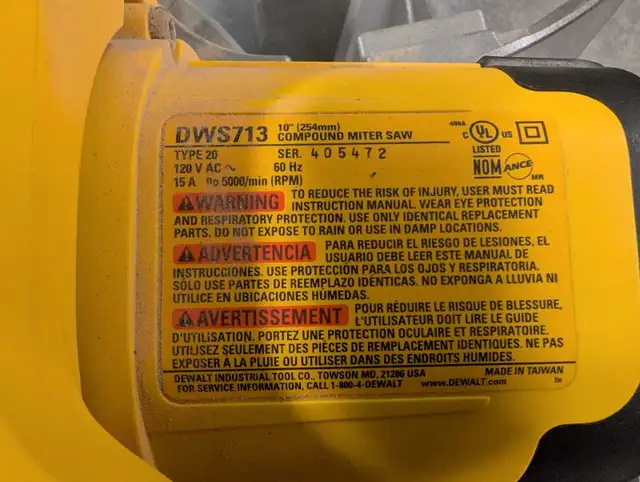 DWS713 10" (254mm) COMPOUND MITER SAW
TYPE 20 SER. 405472
120 V AC ~ 60 Hz
15 A n₀ 5000/min (RPM)
408A
C UL US
LISTED
NOM ANCE
MR
WARNING TO REDUCE THE RISK OF INJURY, USER MUST READ
INSTRUCTION MANUAL. WEAR EYE PROTECTION
AND RESPIRATORY PROTECTION. USE ONLY IDENTICAL REPLACEMENT
PARTS. DO NOT EXPOSE TO RAIN OR USE IN DAMP LOCATIONS.
ADVERTENCIA PARA REDUCIR EL RIESGO DE LESIONES, EL
USUARIO DEBE LEER ESTE MANUAL DE
INSTRUCCIONES. USE PROTECCIÓN PARA LOS OJOS Y RESPIRATORIA.
SÓLO USE PARTES DE REEMPLAZO IDÉNTICAS. NO EXPONGA A LLUVIA NI
UTILICE EN UBICACIONES HÚMEDAS.
AVERTISSEMENT POUR RÉDUIRE LE RISQUE DE BLESSURE,
L'UTILISATEUR DOIT LIRE LE GUIDE
D'UTILISATION. PORTEZ UNE PROTECTION OCULAIRE ET RESPIRATOIRE.
UTILISEZ SEULEMENT DES PIÈCES DE REMPLACEMENT IDENTIQUES. NE PAS
EXPOSER À LA PLUIE OU UTILISER DANS DES ENDROITS HUMIDES.
DEWALT INDUSTRIAL TOOL CO., TOWSON MD, 21286 USA MADE IN TAIWAN
FOR SERVICE INFORMATION, CALL 1-800-4-DEWALT www.DEWALT.com